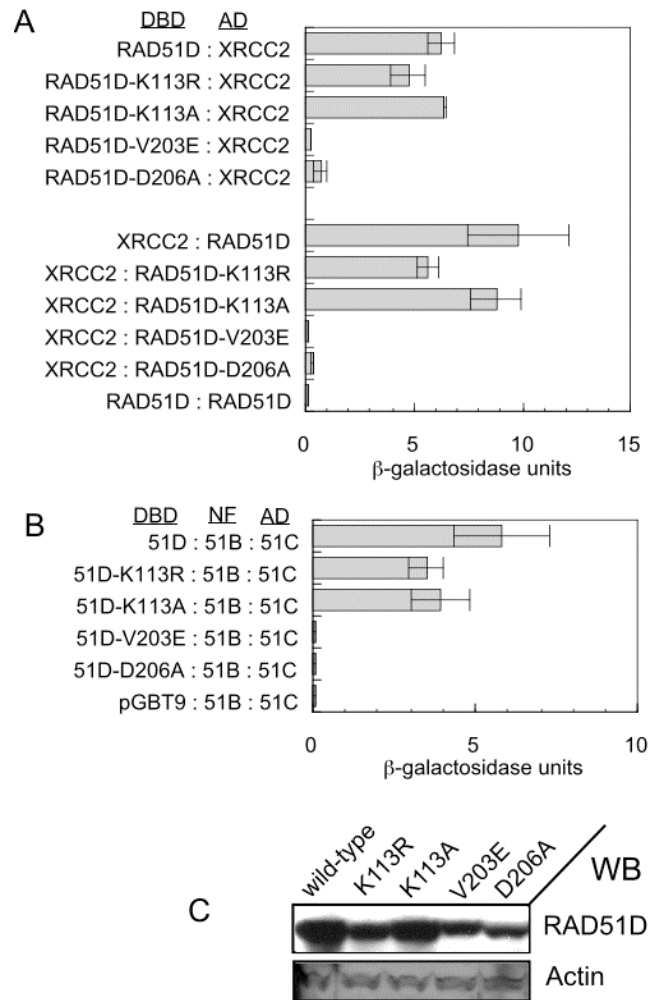 A
DBD AD
RAD51D : XRCC2
RAD51D-K113R : XRCC2
RAD51D-K113A : XRCC2
RAD51D-V203E : XRCC2
RAD51D-D206A : XRCC2
XRCC2 : RAD51D
XRCC2 : RAD51D-K113R
XRCC2 : RAD51D-K113A
XRCC2 : RAD51D-V203E
XRCC2 : RAD51D-D206A
RAD51D : RAD51D
0 5 10 15
β-galactosidase units
B
DBD NF AD
51D : 51B : 51C
51D-K113R : 51B : 51C
51D-K113A : 51B : 51C
51D-V203E : 51B : 51C
51D-D206A : 51B : 51C
pGBT9 : 51B : 51C
0 5 10
β-galactosidase units
C
wild-type K113R K113A V203E D206A WB
RAD51D
Actin